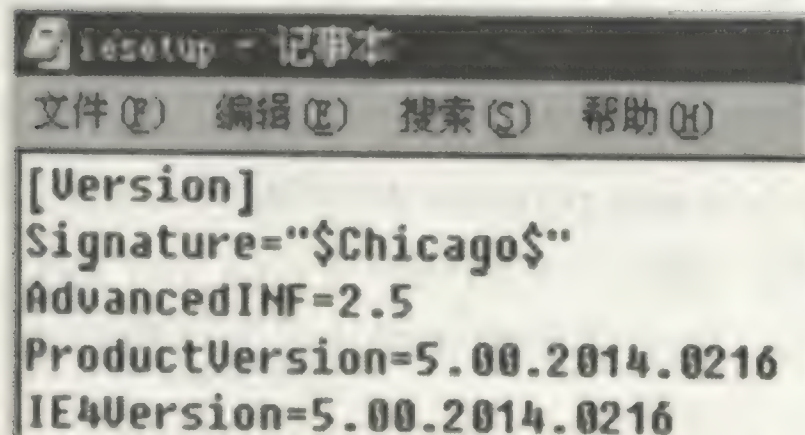 iesetup - 记事本
文件(F) 编辑(E) 搜索(S) 帮助(H)
[Version]
Signature="$Chicago$"
AdvancedINF=2.5
ProductVersion=5.00.2014.0216
IE4Version=5.00.2014.0216